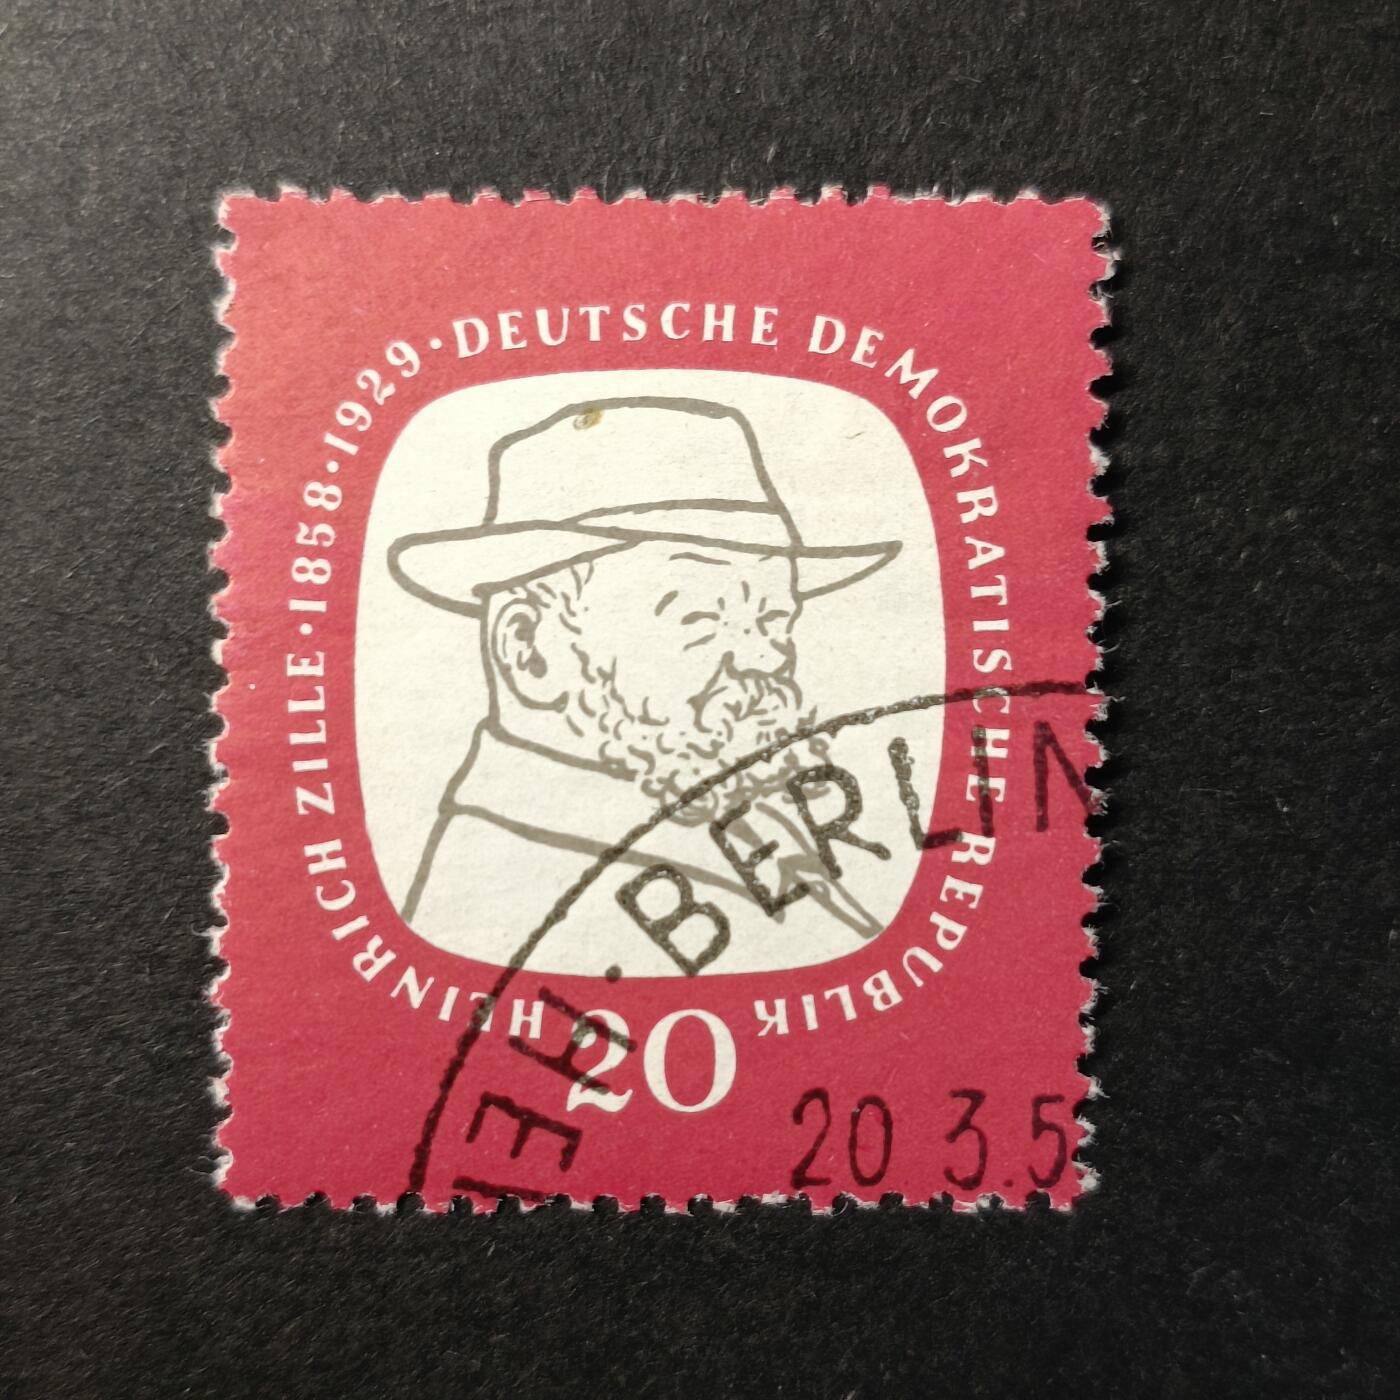 HEINRICH ZILLE·1858·1929·DEUTSCHE DEMOKRATISCHE REPUBLIK
20
·BERLIN
20 3.5